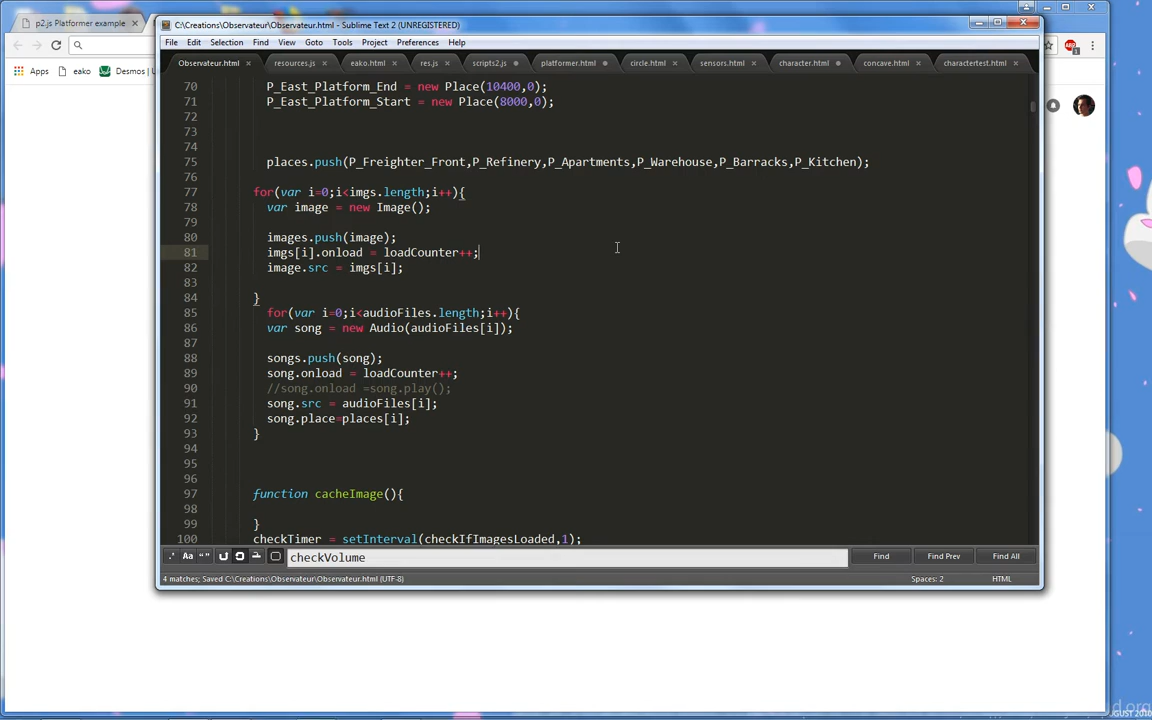 p2.js Platformer example
C:\Creations\Observateur\Observateur.html - Sublime Text 2 (UNREGISTERED)
File Edit Selection Find View Goto Tools Project Preferences Help
Observateur.html resources.js eako.html res.js scripts2.js platformer.html circle.html sensors.html character.html concave.html charactertest.html
Apps eako Desmos
70 P_East_Platform_End = new Place(10400,0);
71 P_East_Platform_Start = new Place(8000,0);
72
73
74
75 places.push(P_Freighter_Front,P_Refinery,P_Apartments,P_Warehouse,P_Barracks,P_Kitchen);
76
77 for(var i=0;i<imgs.length;i++){
78 var image = new Image();
79
80 images.push(image);
81 imgs[i].onload = loadCounter++;
82 image.src = imgs[i];
83
84 }
85 for(var i=0;i<audioFiles.length;i++){
86 var song = new Audio(audioFiles[i]);
87
88 songs.push(song);
89 song.onload = loadCounter++;
90 //song.onload =song.play();
91 song.src = audioFiles[i];
92 song.place=places[i];
93 }
94
95
96
97 function cacheImage(){
98
99 }
100 checkTimer = setInterval(checkIfImagesLoaded,1);
.* Aa “” checkVolume Find Find Prev Find All
4 matches; Saved C:\Creations\Observateur\Observateur.html (UTF-8) Spaces: 2 HTML